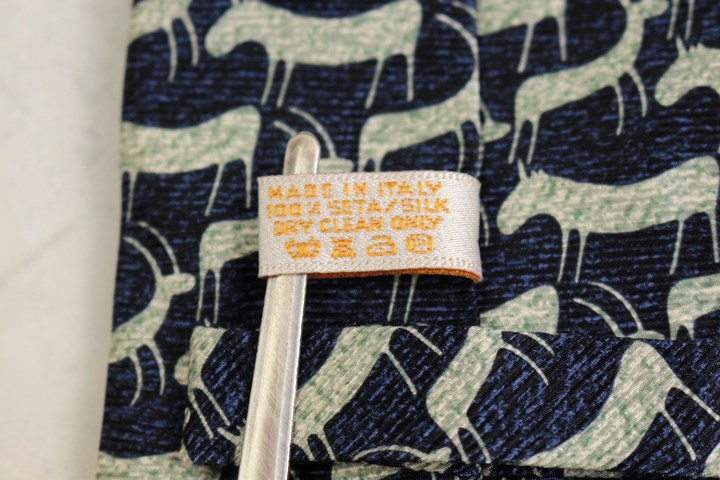 MADE IN ITALY
100% SETA/SILK
DRY CLEAN ONLY